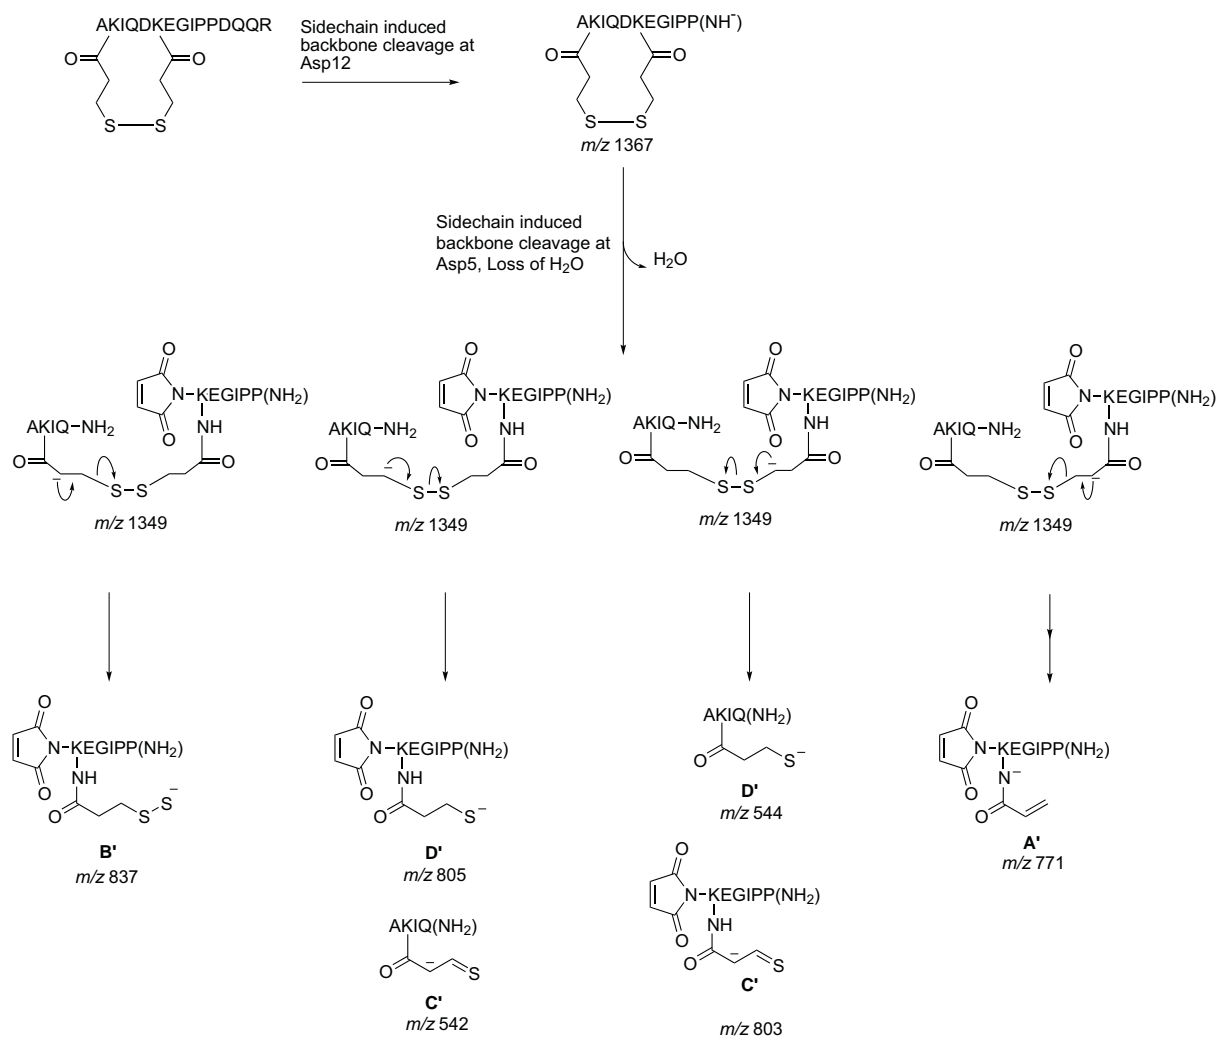 AKIQDKEGIPPDQQR
O
O
S
S
Sidechain induced
backbone cleavage at
Asp12
AKIQDKEGIPP(NH⁻)
O
O
S
S
m/z 1367
Sidechain induced
backbone cleavage at
Asp5, Loss of H₂O
H₂O
O
N
KEGIPP(NH₂)
O
NH
AKIQ
NH₂
O
O
–
S
S
m/z 1349
O
N
KEGIPP(NH₂)
O
NH
AKIQ
NH₂
O
O
–
S
S
m/z 1349
O
N
KEGIPP(NH₂)
O
NH
AKIQ
NH₂
O
O
–
S
S
m/z 1349
O
N
KEGIPP(NH₂)
O
NH
AKIQ
NH₂
O
O
–
S
S
m/z 1349
O
N
KEGIPP(NH₂)
O
NH
O
S
S⁻
B'
m/z 837
O
N
KEGIPP(NH₂)
O
NH
O
S⁻
D'
m/z 805
AKIQ(NH₂)
O
–
S
C'
m/z 542
AKIQ(NH₂)
O
S⁻
D'
m/z 544
O
N
KEGIPP(NH₂)
O
NH
O
–
S
C'
m/z 803
O
N
KEGIPP(NH₂)
O
N⁻
O
A'
m/z 771